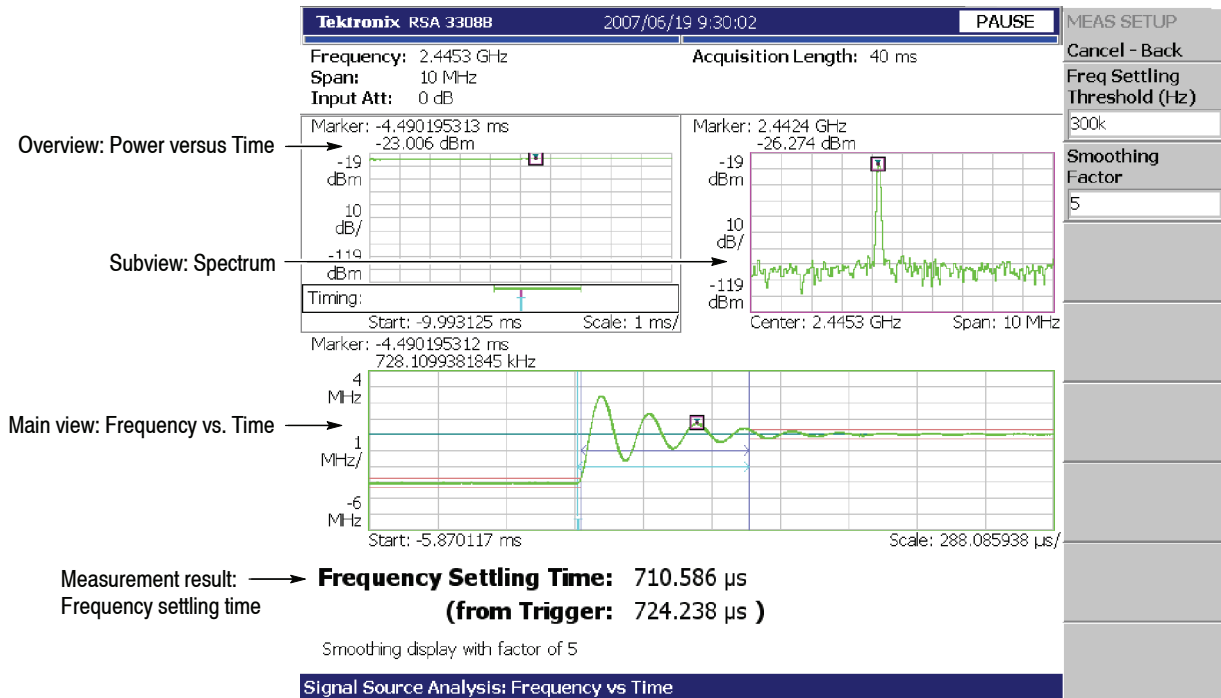 Tektronix RSA 3308B 2007/06/19 9:30:02 PAUSE
MEAS SETUP
Cancel - Back
Freq Settling
Threshold (Hz)
300k
Smoothing
Factor
5
Frequency: 2.4453 GHz
Acquisition Length: 40 ms
Span: 10 MHz
Input Att: 0 dB
Overview: Power versus Time
Marker: -4.490195313 ms
-23.006 dBm
-19
dBm
10
dB/
-119
dBm
Timing:
Start: -9.993125 ms Scale: 1 ms/
Subview: Spectrum
Marker: 2.4424 GHz
-26.274 dBm
-19
dBm
10
dB/
-119
dBm
Center: 2.4453 GHz Span: 10 MHz
Main view: Frequency vs. Time
Marker: -4.490195312 ms
728.1099381845 kHz
4
MHz
1
MHz/
-6
MHz
Start: -5.870117 ms Scale: 288.085938 µs/
Measurement result:
Frequency settling time
Frequency Settling Time: 710.586 µs
(from Trigger: 724.238 µs )
Smoothing display with factor of 5
Signal Source Analysis: Frequency vs Time